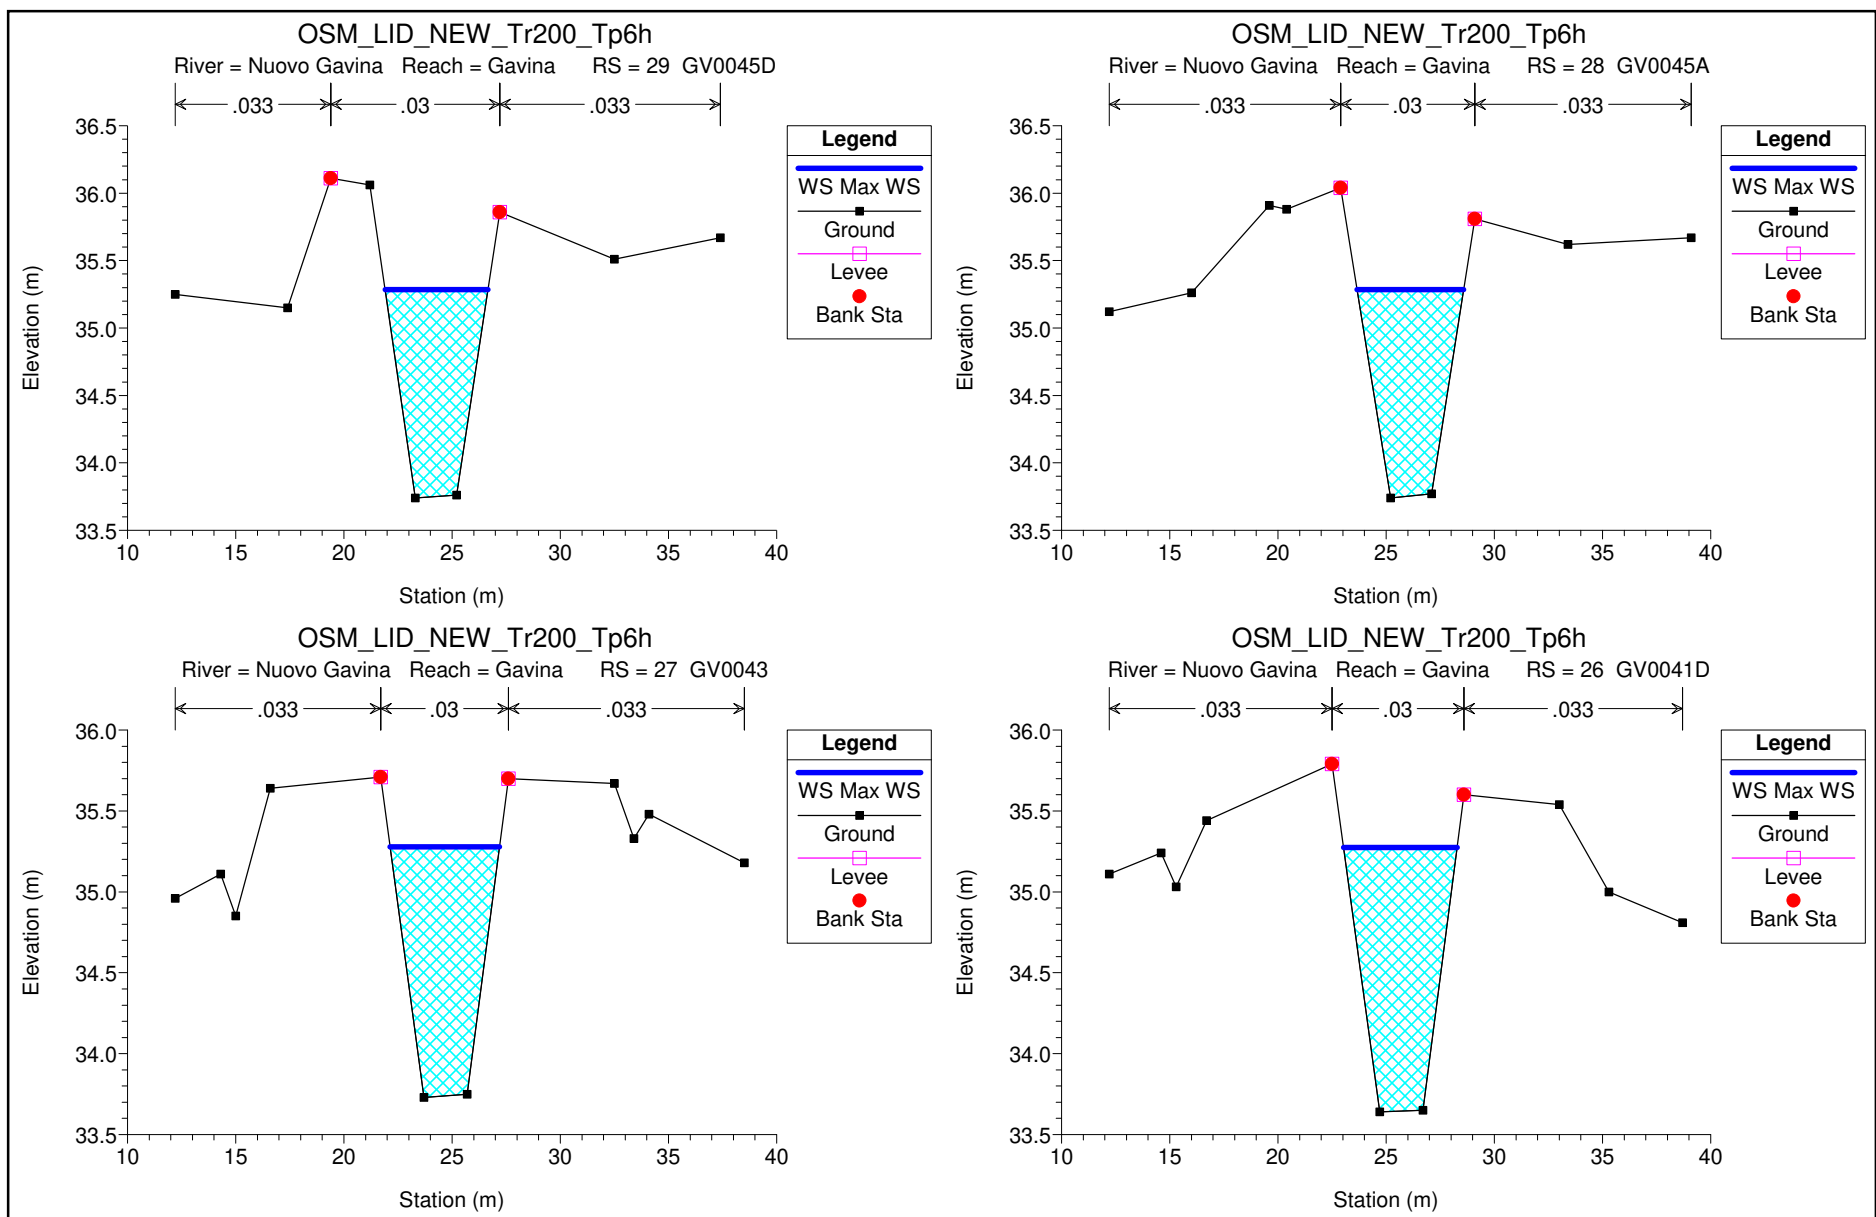 OSM_LID_NEW_Tr200_Tp6h
River = Nuovo Gavina Reach = Gavina RS = 29 GV0045D
.033 .03 .033
36.5
36.0
35.5
35.0
34.5
34.0
33.5
Elevation (m)
10 15 20 25 30 35 40
Station (m)
Legend
WS Max WS
Ground
Levee
Bank Sta
OSM_LID_NEW_Tr200_Tp6h
River = Nuovo Gavina Reach = Gavina RS = 28 GV0045A
.033 .03 .033
36.5
36.0
35.5
35.0
34.5
34.0
33.5
Elevation (m)
10 15 20 25 30 35 40
Station (m)
Legend
WS Max WS
Ground
Levee
Bank Sta
OSM_LID_NEW_Tr200_Tp6h
River = Nuovo Gavina Reach = Gavina RS = 27 GV0043
.033 .03 .033
36.0
35.5
35.0
34.5
34.0
33.5
Elevation (m)
10 15 20 25 30 35 40
Station (m)
Legend
WS Max WS
Ground
Levee
Bank Sta
OSM_LID_NEW_Tr200_Tp6h
River = Nuovo Gavina Reach = Gavina RS = 26 GV0041D
.033 .03 .033
36.0
35.5
35.0
34.5
34.0
33.5
Elevation (m)
10 15 20 25 30 35 40
Station (m)
Legend
WS Max WS
Ground
Levee
Bank Sta